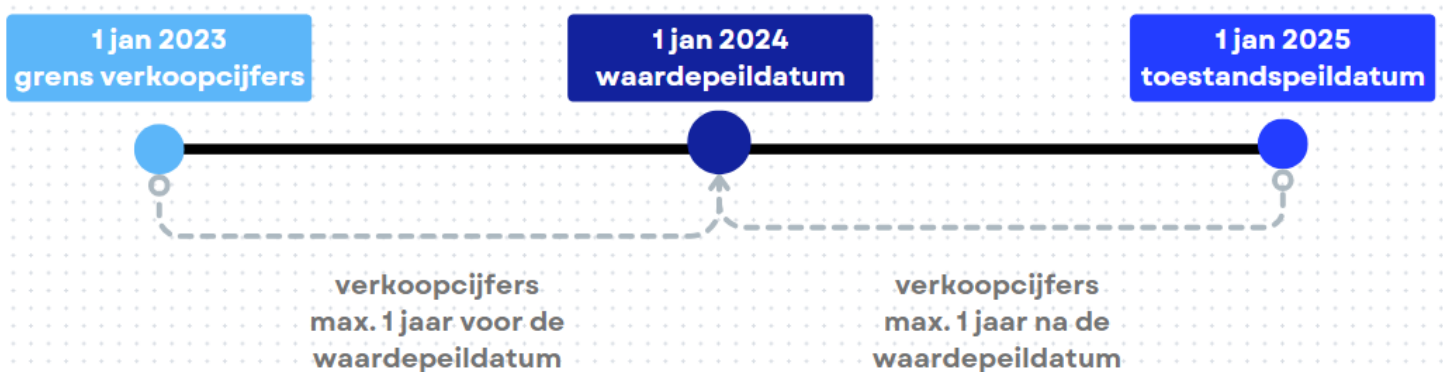 1 jan 2023
grens verkoopcijfers
1 jan 2024
waardepeildatum
1 jan 2025
toestandspeildatum
verkoopcijfers
max. 1 jaar voor de
waardepeildatum
verkoopcijfers
max. 1 jaar na de
waardepeildatum